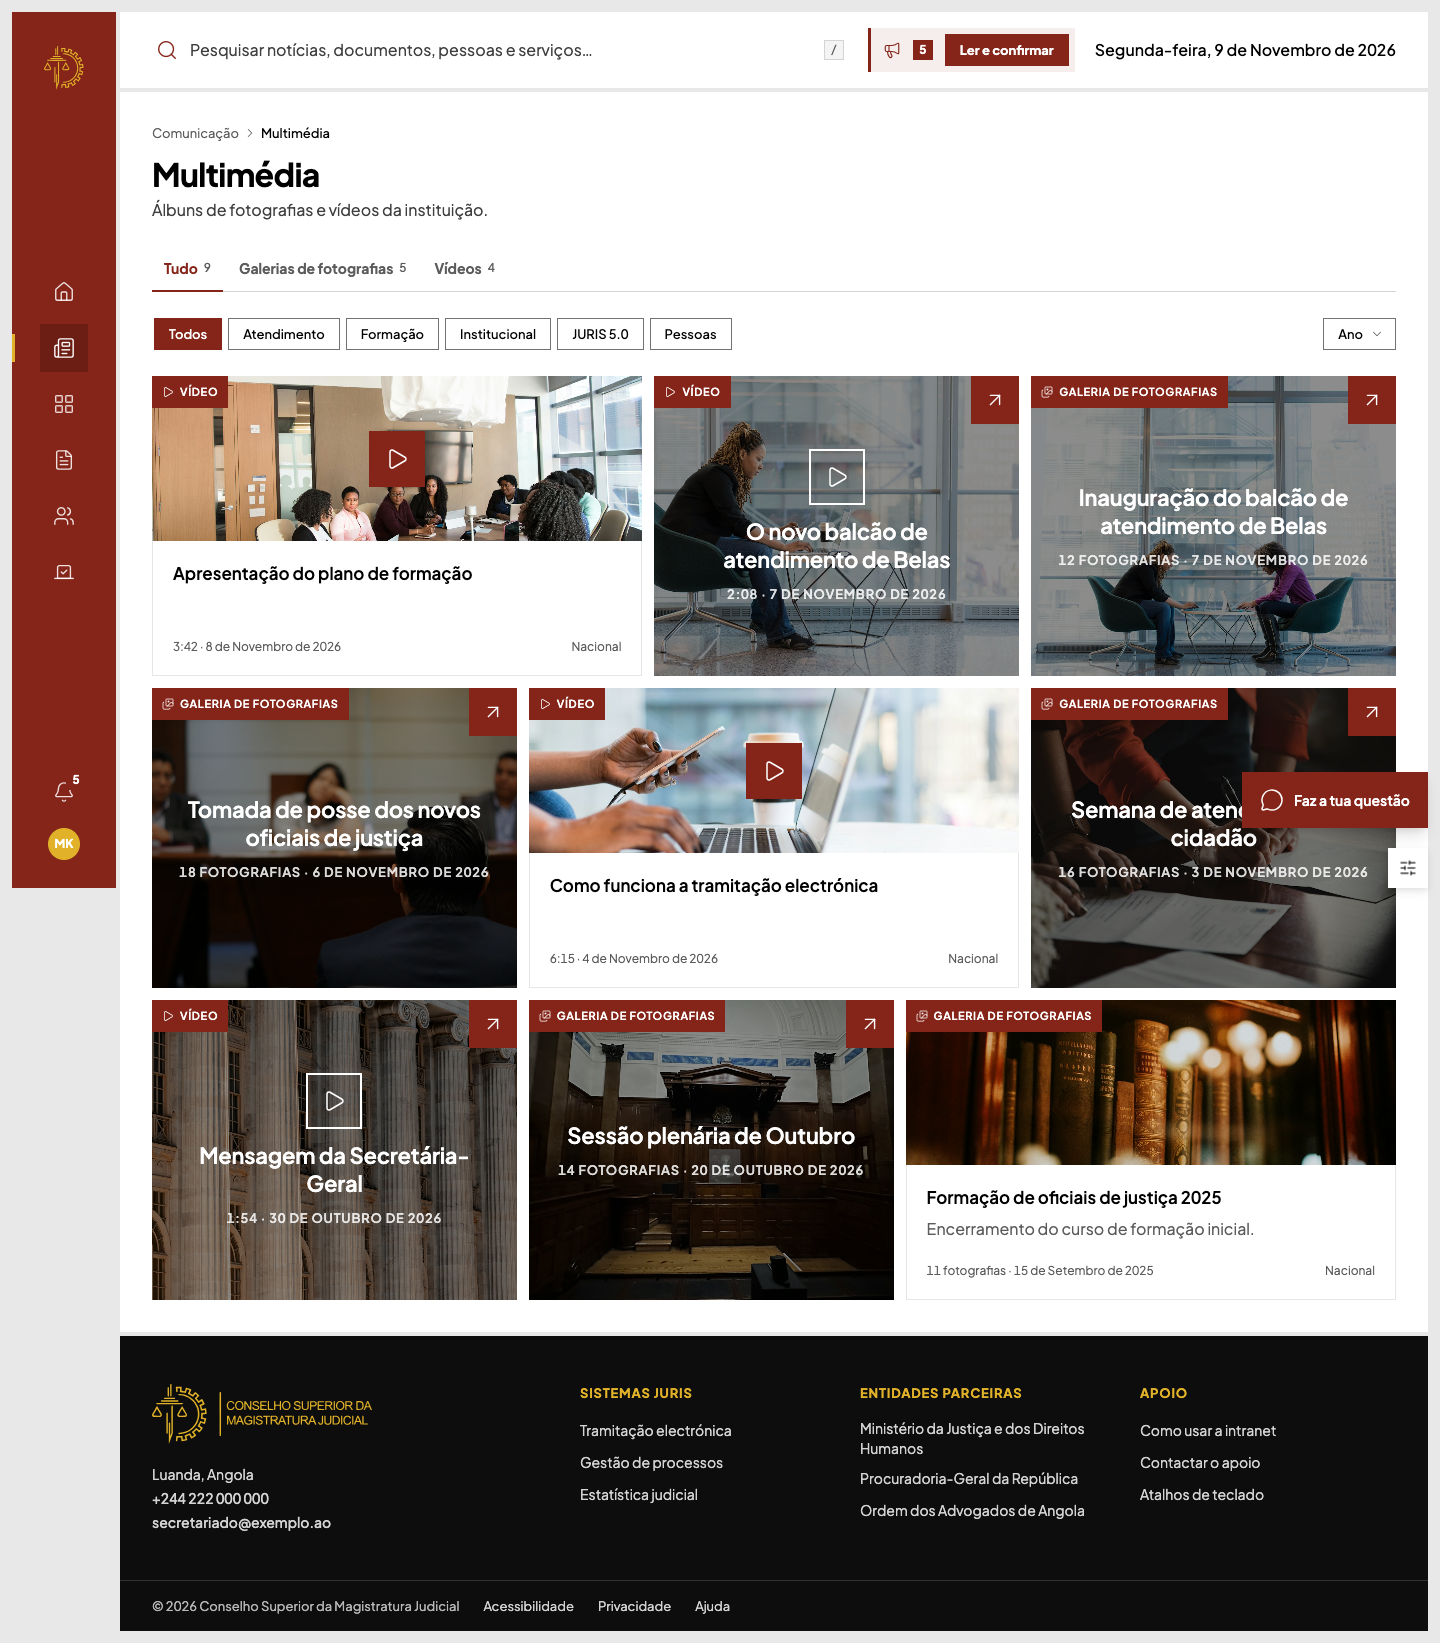 Pesquisar notícias, documentos, pessoas e serviços...
/
5
Ler e confirmar
Segunda-feira, 9 de Novembro de 2026
Comunicação > Multimédia
Multimédia
Álbuns de fotografias e vídeos da instituição.
Tudo 9
Galerias de fotografias 5
Vídeos 4
Todos
Atendimento
Formação
Institucional
JURIS 5.0
Pessoas
Ano
VÍDEO
Apresentação do plano de formação
3:42 · 8 de Novembro de 2026
Nacional
VÍDEO
O novo balcão de
atendimento de Belas
2:08 · 7 DE NOVEMBRO DE 2026
GALERIA DE FOTOGRAFIAS
Inauguração do balcão de
atendimento de Belas
12 FOTOGRAFIAS · 7 DE NOVEMBRO DE 2026
GALERIA DE FOTOGRAFIAS
Tomada de posse dos novos
oficiais de justiça
18 FOTOGRAFIAS · 6 DE NOVEMBRO DE 2026
VÍDEO
Como funciona a tramitação electrónica
6:15 · 4 de Novembro de 2026
Nacional
GALERIA DE FOTOGRAFIAS
Semana de
cidadão
16 FOTOGRAFIAS · 3 DE NOVEMBRO DE 2026
5
MK
Faz a tua questão
VÍDEO
Mensagem da Secretária-
Geral
1:54 · 30 DE OUTUBRO DE 2026
GALERIA DE FOTOGRAFIAS
Sessão plenária de Outubro
14 FOTOGRAFIAS · 20 DE OUTUBRO DE 2026
GALERIA DE FOTOGRAFIAS
Formação de oficiais de justiça 2025
Encerramento do curso de formação inicial.
11 fotografias · 15 de Setembro de 2025
Nacional
CONSELHO SUPERIOR DA
MAGISTRATURA JUDICIAL
Luanda, Angola
+244 222 000 000
secretariado@exemplo.ao
SISTEMAS JURIS
Tramitação electrónica
Gestão de processos
Estatística judicial
ENTIDADES PARCEIRAS
Ministério da Justiça e dos Direitos
Humanos
Procuradoria-Geral da República
Ordem dos Advogados de Angola
APOIO
Como usar a intranet
Contactar o apoio
Atalhos de teclado
© 2026 Conselho Superior da Magistratura Judicial
Acessibilidade
Privacidade
Ajuda